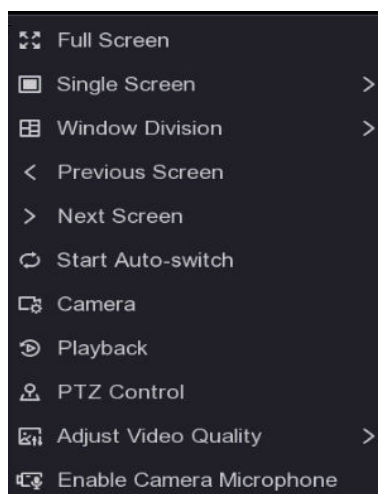 Full Screen
Single Screen
Window Division
Previous Screen
Next Screen
Start Auto-switch
Camera
Playback
PTZ Control
Adjust Video Quality
Enable Camera Microphone